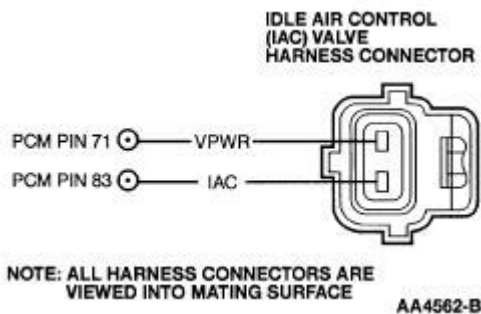 IDLE AIR CONTROL
(IAC) VALVE
HARNESS CONNECTOR
PCM PIN 71 VPWR
PCM PIN 83 IAC
NOTE: ALL HARNESS CONNECTORS ARE
VIEWED INTO MATING SURFACE
AA4562-B